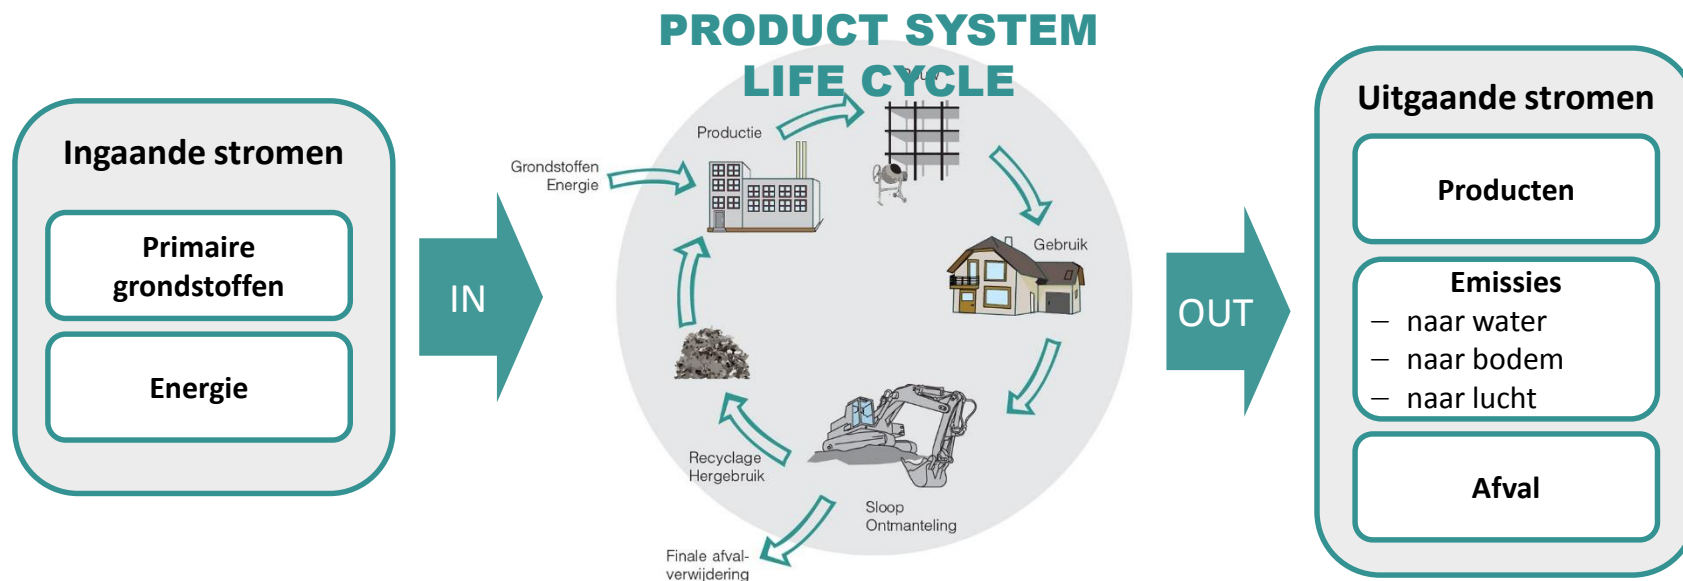 PRODUCT SYSTEM
LIFE CYCLE
Ingaande stromen
Primaire
grondstoffen
Energie
IN
Grondstoffen
Energie
Productie
Gebruik
Sloop
Ontmanteling
Recyclage
Hergebruik
Finale afval-
verwijdering
OUT
Uitgaande stromen
Producten
Emissies
– naar water
– naar bodem
– naar lucht
Afval